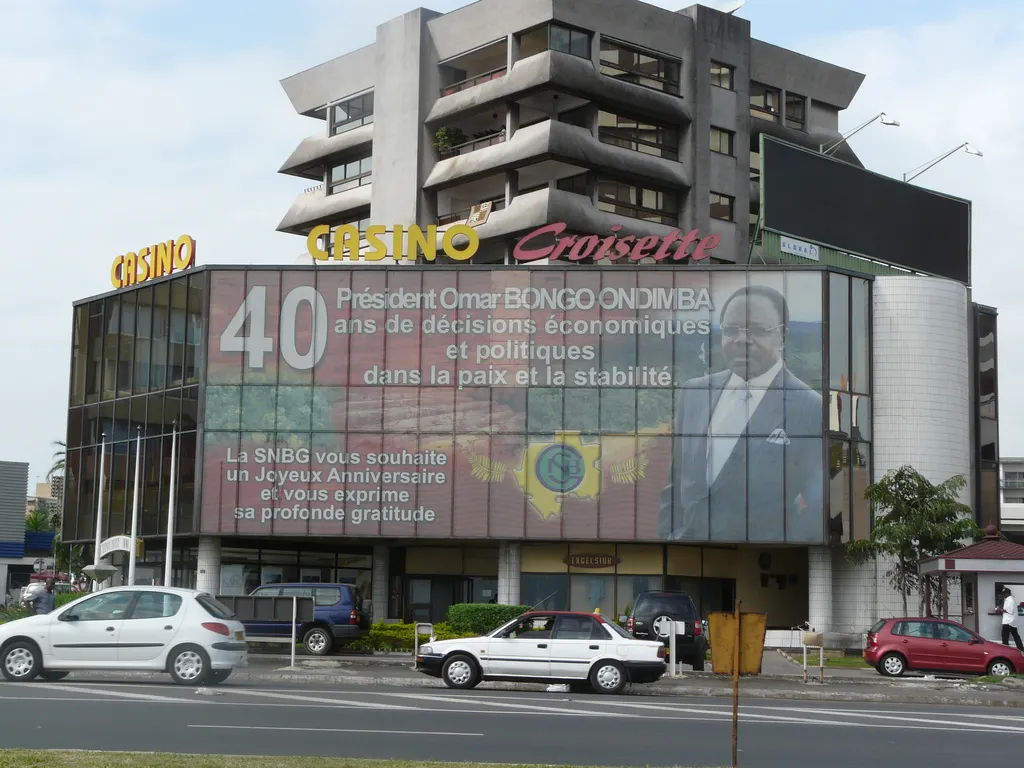 CASINO
CASINO Croisette
40 Président Omar BONGO ONDIMBA
ans de décisions économiques
et politiques
dans la paix et la stabilité
La SNBG vous souhaite
un Joyeux Anniversaire
et vous exprime
sa profonde gratitude
EXCELSIOR